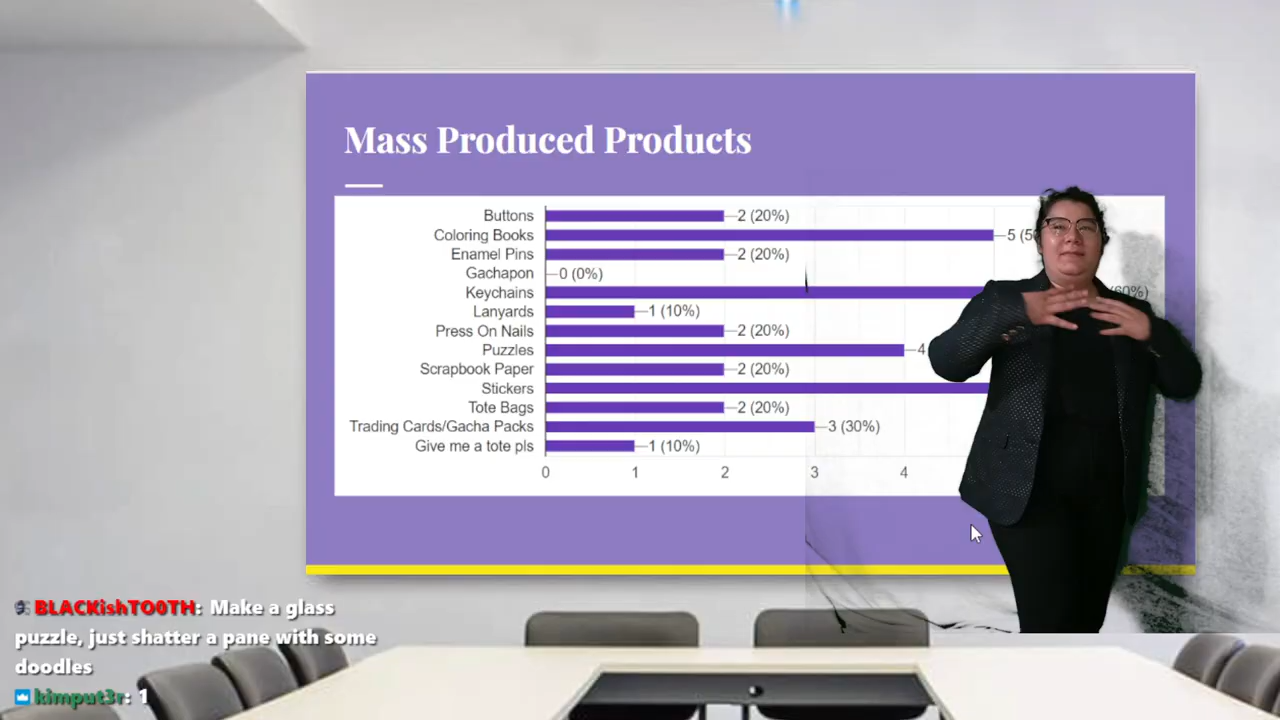 Mass Produced Products
Buttons 2 (20%)
Coloring Books 5 (5
Enamel Pins 2 (20%)
Gachapon 0 (0%)
Keychains (60%)
Lanyards 1 (10%)
Press On Nails 2 (20%)
Puzzles 4
Scrapbook Paper 2 (20%)
Stickers
Tote Bags 2 (20%)
Trading Cards/Gacha Packs 3 (30%)
Give me a tote pls 1 (10%)
0 1 2 3 4
BLACKishTO0TH: Make a glass
puzzle, just shatter a pane with some
doodles
kimput3r: 1